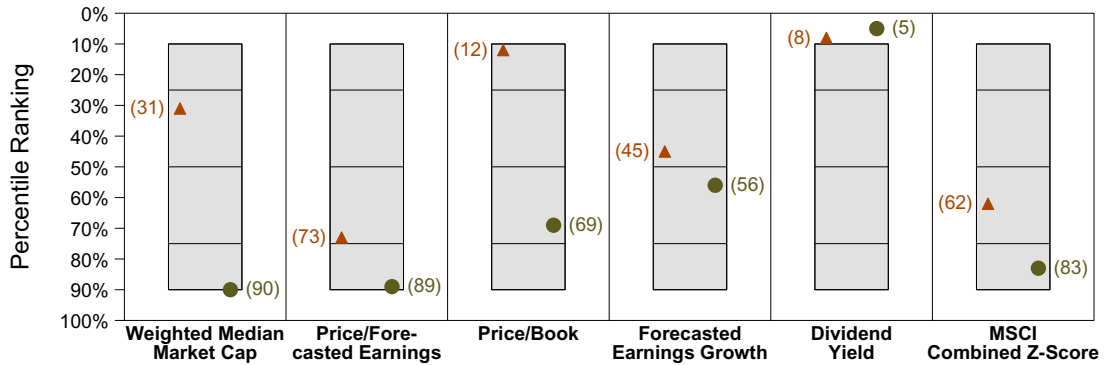 0%
10%
20%
30%
40%
50%
60%
70%
80%
90%
100%
Percentile Ranking
(31)
(90)
(73)
(89)
(12)
(69)
(45)
(56)
(8)
(5)
(62)
(83)
Weighted Median
Market Cap
Price/Fore-
casted Earnings
Price/Book
Forecasted
Earnings Growth
Dividend
Yield
MSCI
Combined Z-Score